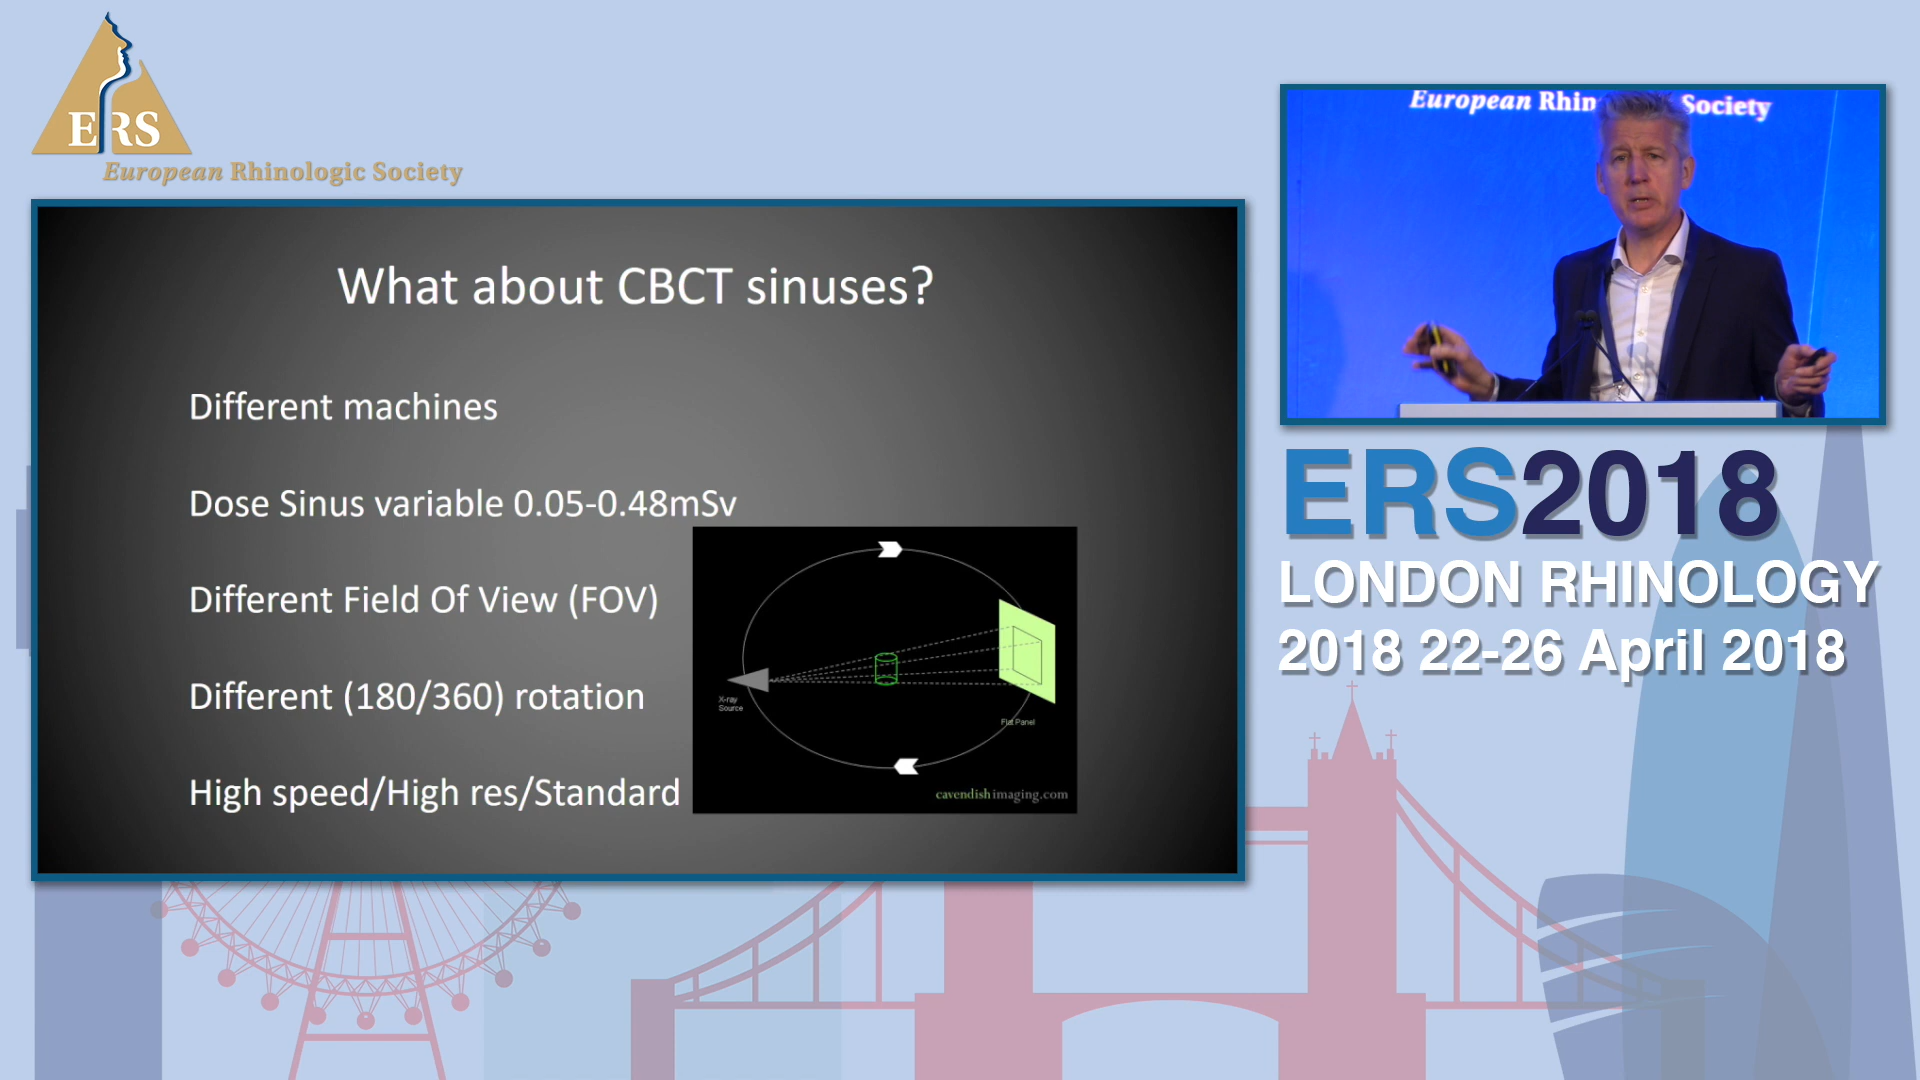 ERS
European Rhinologic Society
What about CBCT sinuses?
Different machines
Dose Sinus variable 0.05-0.48mSv
Different Field Of View (FOV)
Different (180/360) rotation
High speed/High res/Standard
X-ray
Source
Flat Panel
cavendishimaging.com
European Rhin Society
ERS2018
LONDON RHINOLOGY
2018 22-26 April 2018